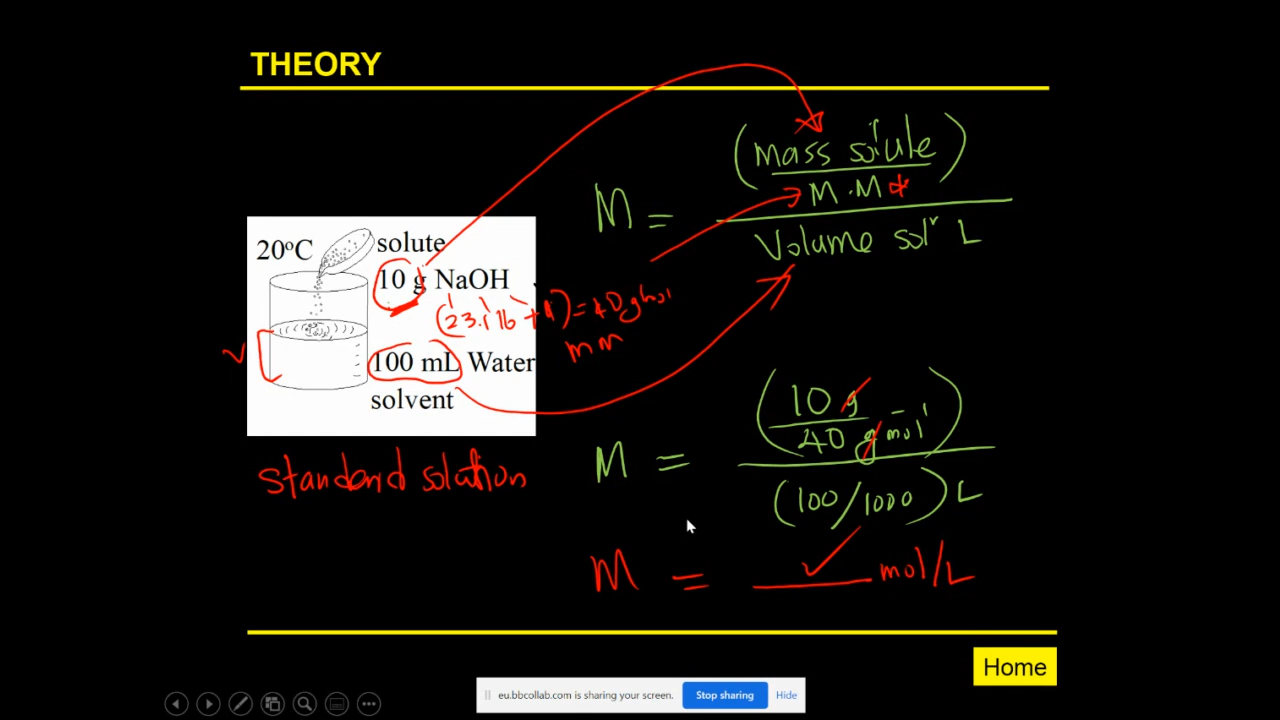 THEORY
20°C
solute
10 g NaOH
100 mL Water
solvent
standard solution
M = (mass solute / M.M) / Volume sol L
(23+16+1) = 40 g
MM
M = (10 g / 40 g mol⁻¹) / (100/1000) L
M = ✓ mol/L
Home
eu.bbcollab.com is sharing your screen.
Stop sharing
Hide